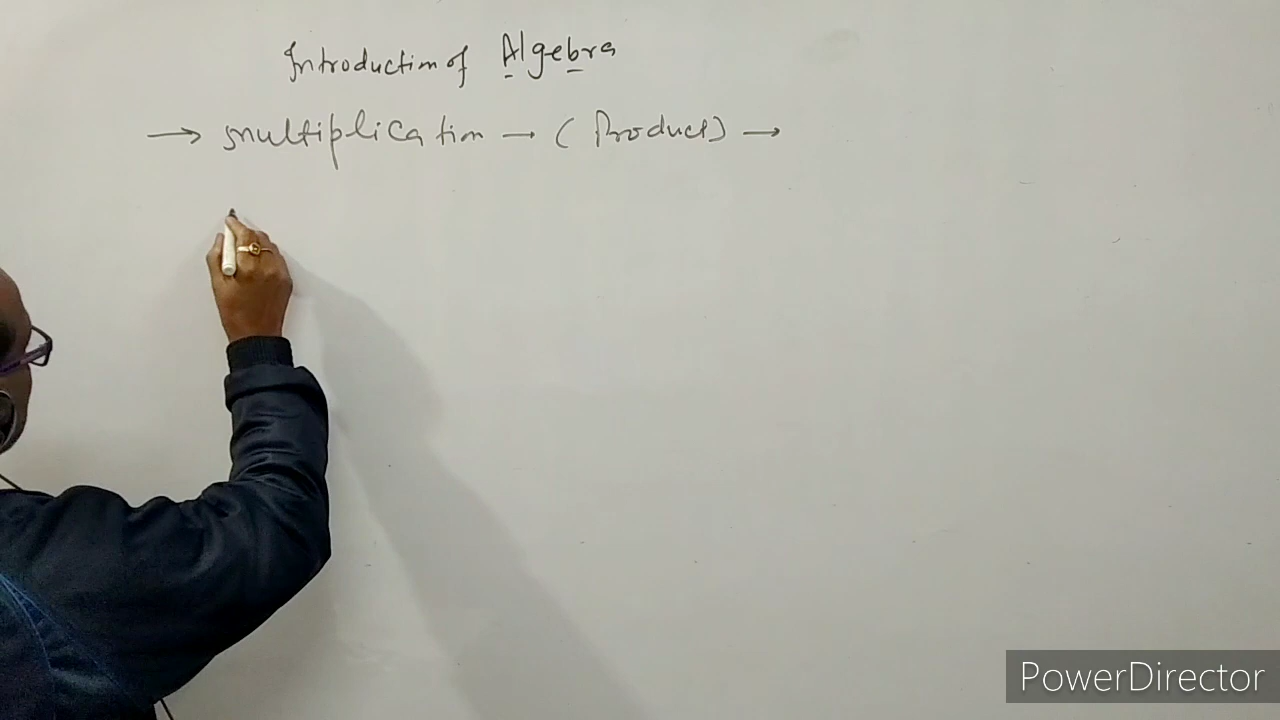 Introduction of Algebra
→ multiplication → (Product) →
PowerDirector